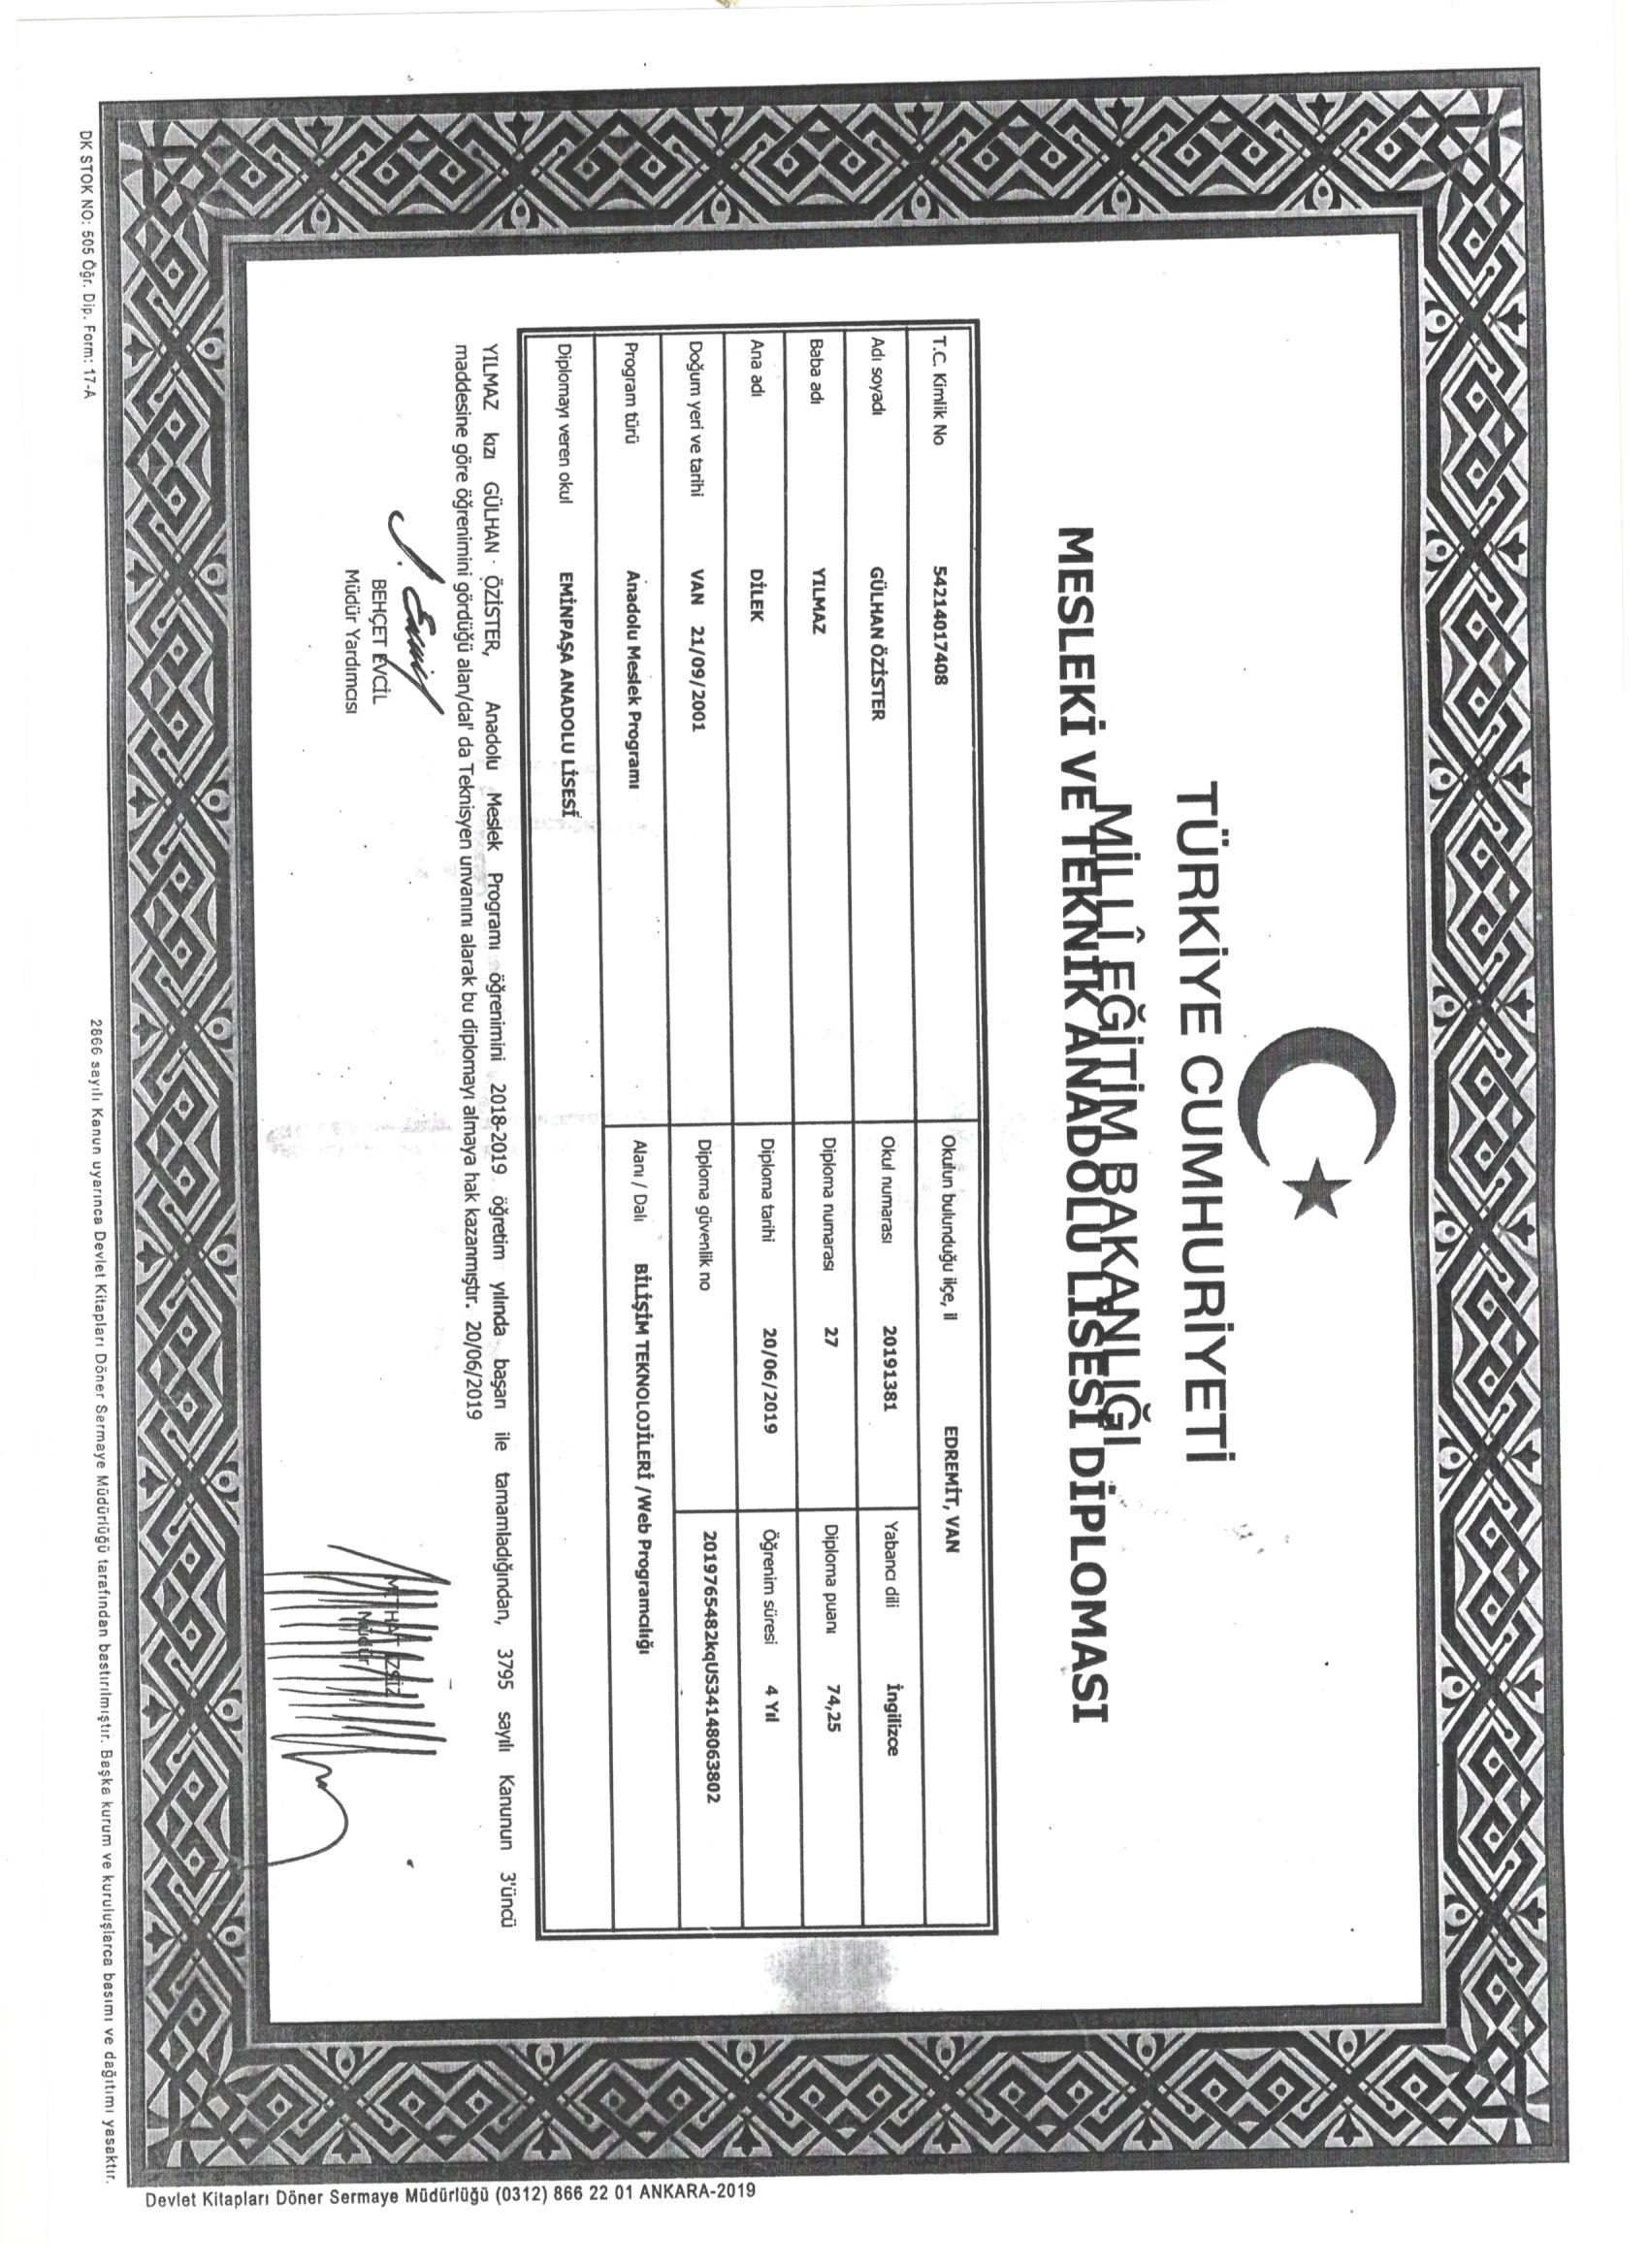 TÜRKİYE CUMHURİYETİ
MİLLÎ EĞİTİM BAKANLIĞI
MESLEKİ VE TEKNİK ANADOLU LİSESİ DİPLOMASI
T.C. Kimlik No 54214017408 Okulun bulunduğu ilçe, il EDREMİT, VAN
Adı soyadı GÜLHAN ÖZİSTER Okul numarası 20191381 Yabancı dili İngilizce
Baba adı YILMAZ Diploma numarası 27 Diploma puanı 74,25
Ana adı DİLEK Diploma tarihi 20/06/2019 Öğrenim süresi 4 Yıl
Doğum yeri ve tarihi VAN 21/09/2001 Diploma güvenlik no 2019765482kqUS34148063802
Program türü Anadolu Meslek Programı Alanı / Dalı BİLİŞİM TEKNOLOJİLERİ /Web Programcılığı
Diplomayı veren okul EMİNPAŞA ANADOLU LİSESİ
YILMAZ kızı GÜLHAN ÖZİSTER, Anadolu Meslek Programı öğrenimini 2018-2019 öğretim yılında başarı ile tamamladığından, 3795 sayılı Kanunun 3'üncü
maddesine göre öğrenimini gördüğü alan/dal' da Teknisyen unvanını alarak bu diplomayı almaya hak kazanmıştır. 20/06/2019
BEHÇET EVCİL
Müdür Yardımcısı
Müdür
DK STOK NO: 505 Öğr. Dip. Form: 17-A
2866 sayılı Kanun uyarınca Devlet Kitapları Döner Sermaye Müdürlüğü tarafından bastırılmıştır. Başka kurum ve kuruluşlarca basımı ve dağıtımı yasaktır.
Devlet Kitapları Döner Sermaye Müdürlüğü (0312) 866 22 01 ANKARA-2019